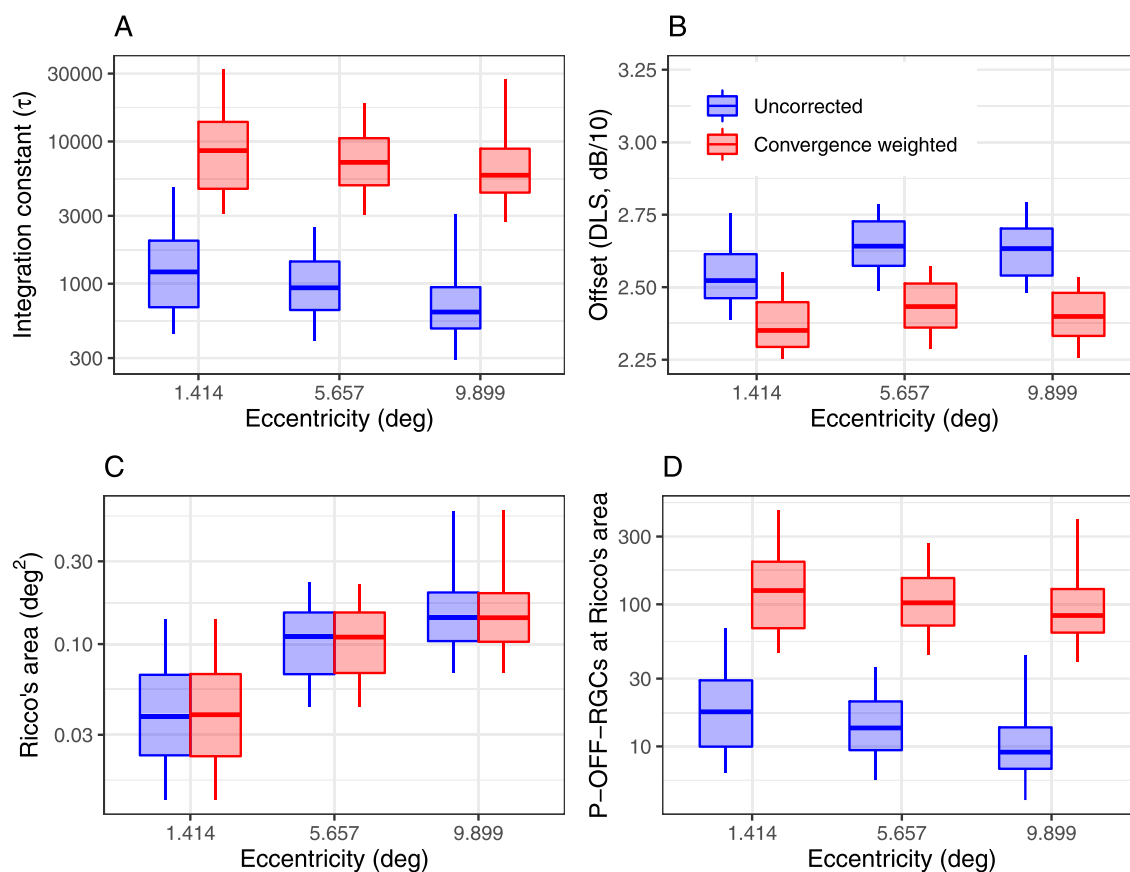 A
Integration constant (τ)
30000
10000
3000
1000
300
1.414
5.657
9.899
Eccentricity (deg)
B
Offset (DLS, dB/10)
3.25
3.00
2.75
2.50
2.25
Uncorrected
Convergence weighted
1.414
5.657
9.899
Eccentricity (deg)
C
Ricco's area (deg²)
0.30
0.10
0.03
1.414
5.657
9.899
Eccentricity (deg)
D
P−OFF−RGCs at Ricco's area
300
100
30
10
1.414
5.657
9.899
Eccentricity (deg)